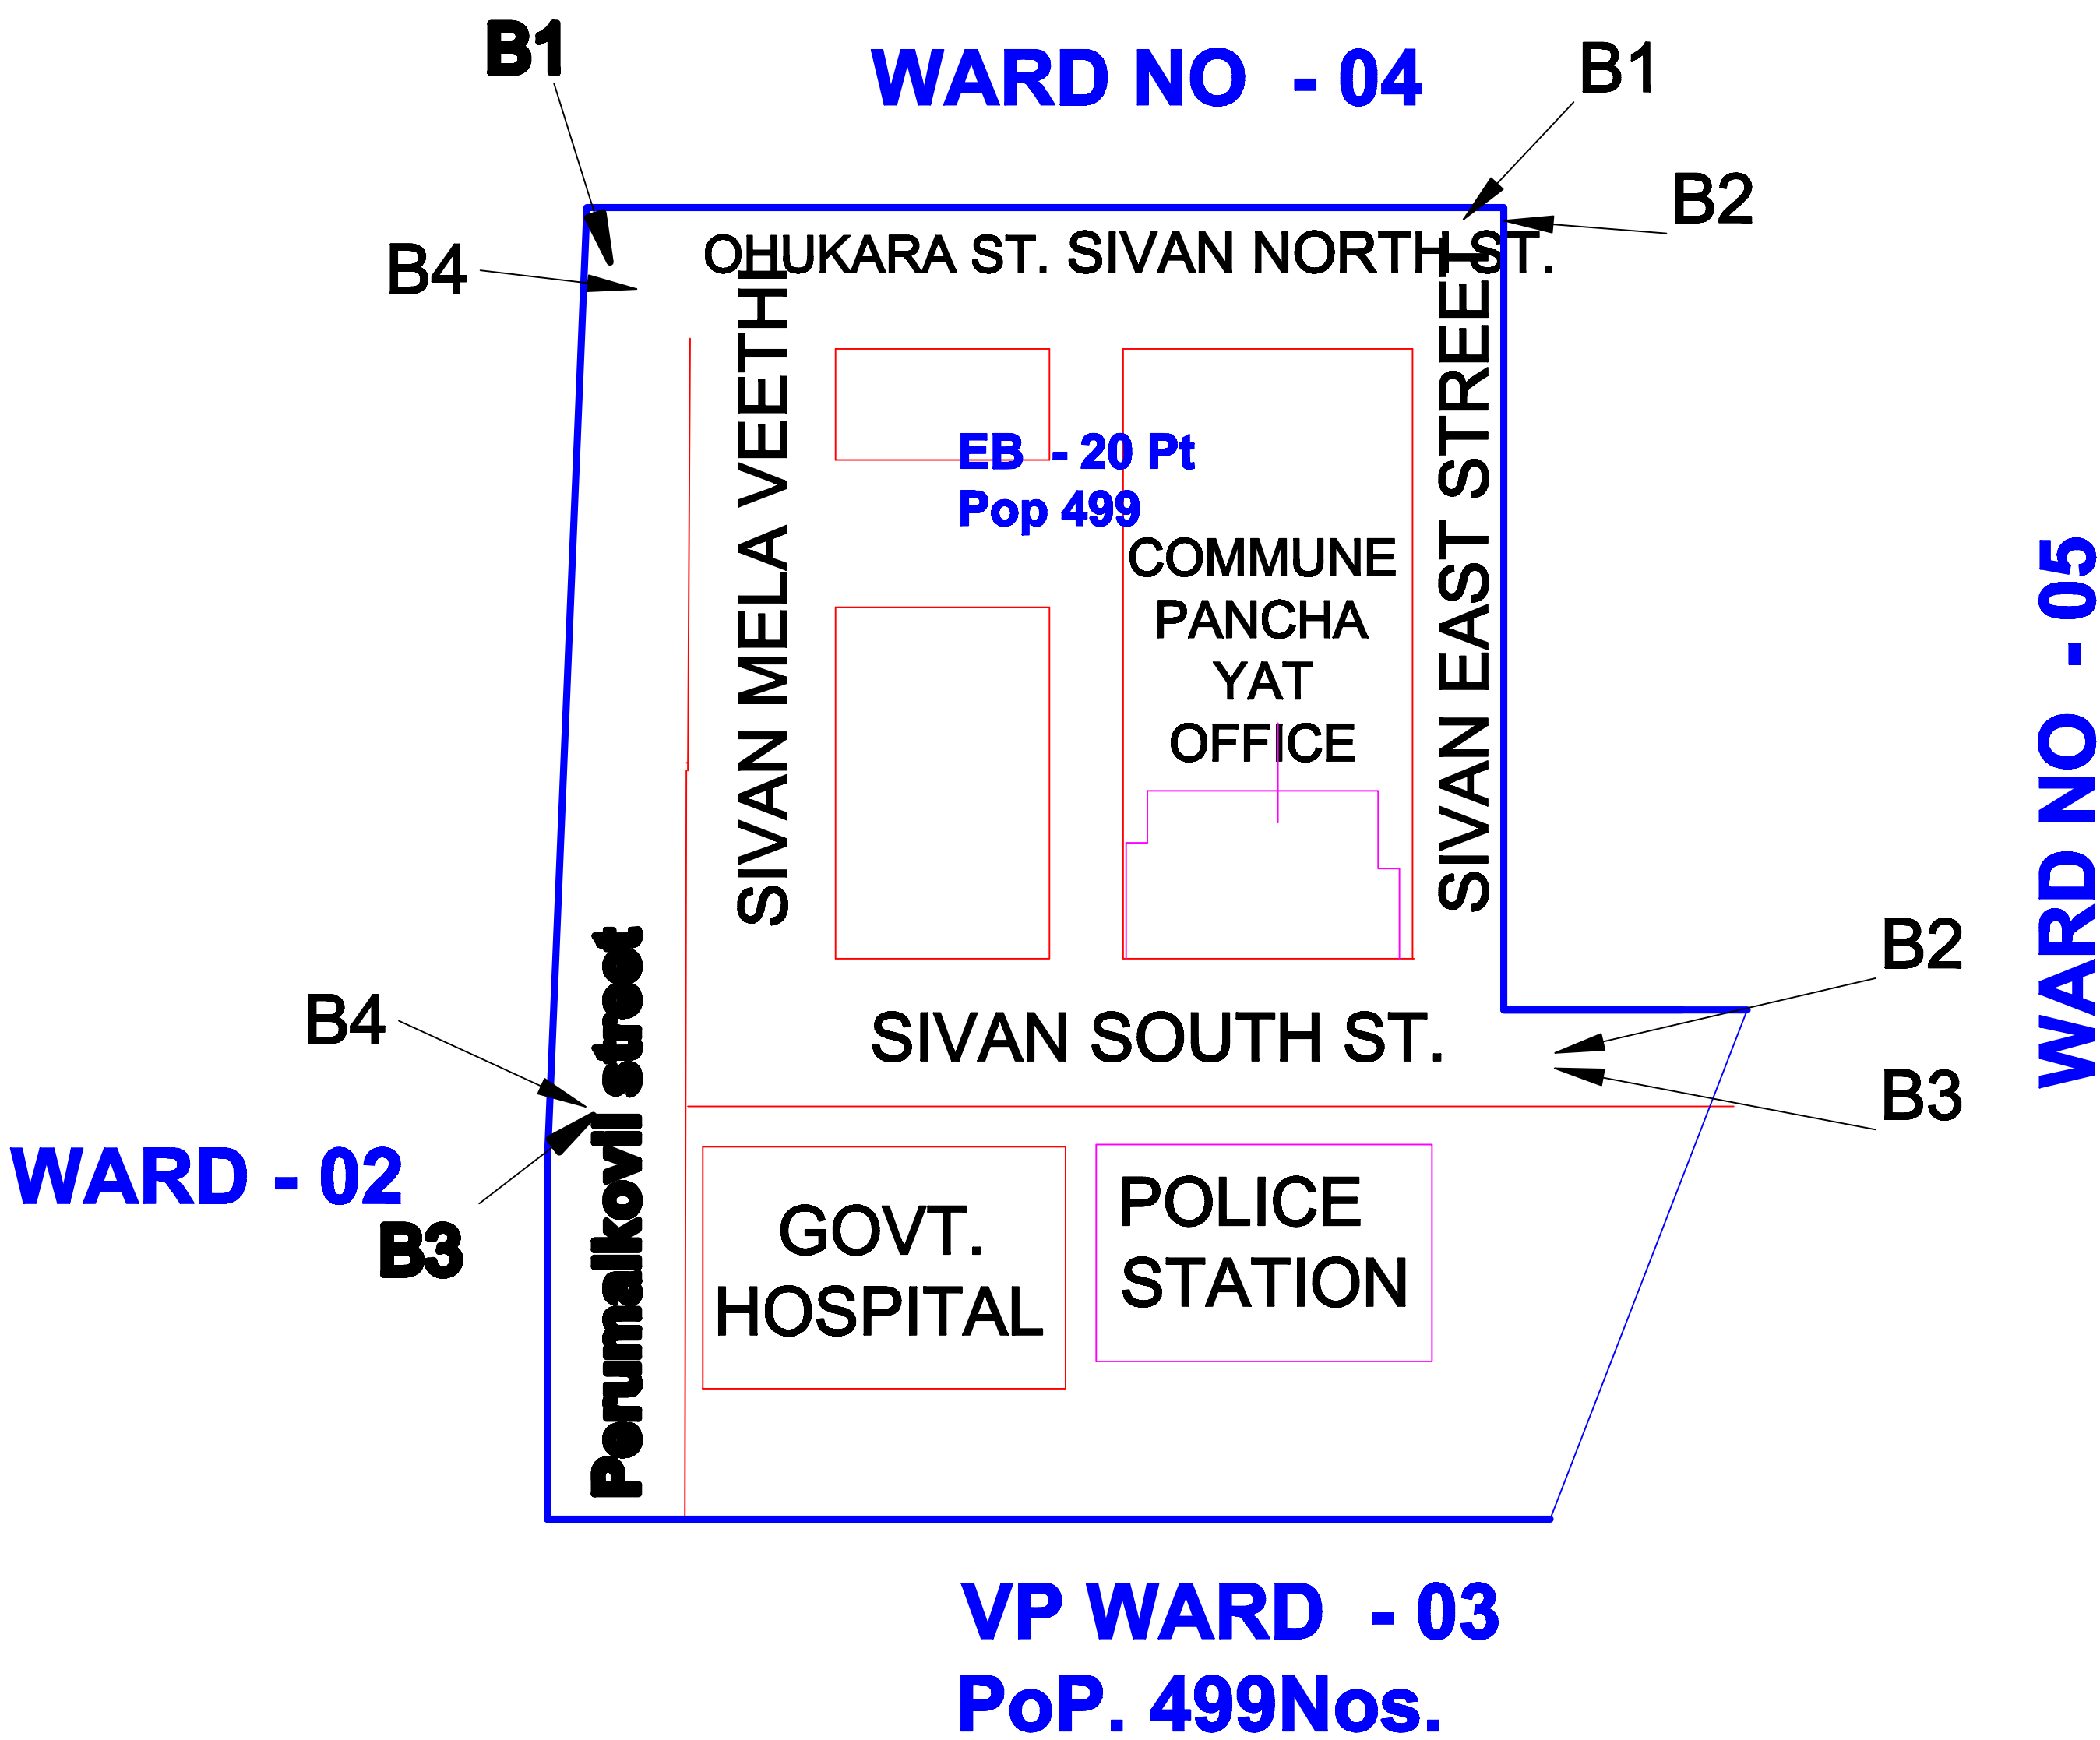 B1
WARD NO - 04
B1
B2
B4
OHUKARA ST. SIVAN NORTH ST.
SIVAN MELA VEETHI
SIVAN EAST STREET
EB - 20 Pt
Pop 499
COMMUNE
PANCHA
YAT
OFFICE
WARD NO - 05
B2
B4
SIVAN SOUTH ST.
B3
Perumalkovil street
WARD - 02
B3
GOVT.
HOSPITAL
POLICE
STATION
VP WARD - 03
PoP. 499Nos.